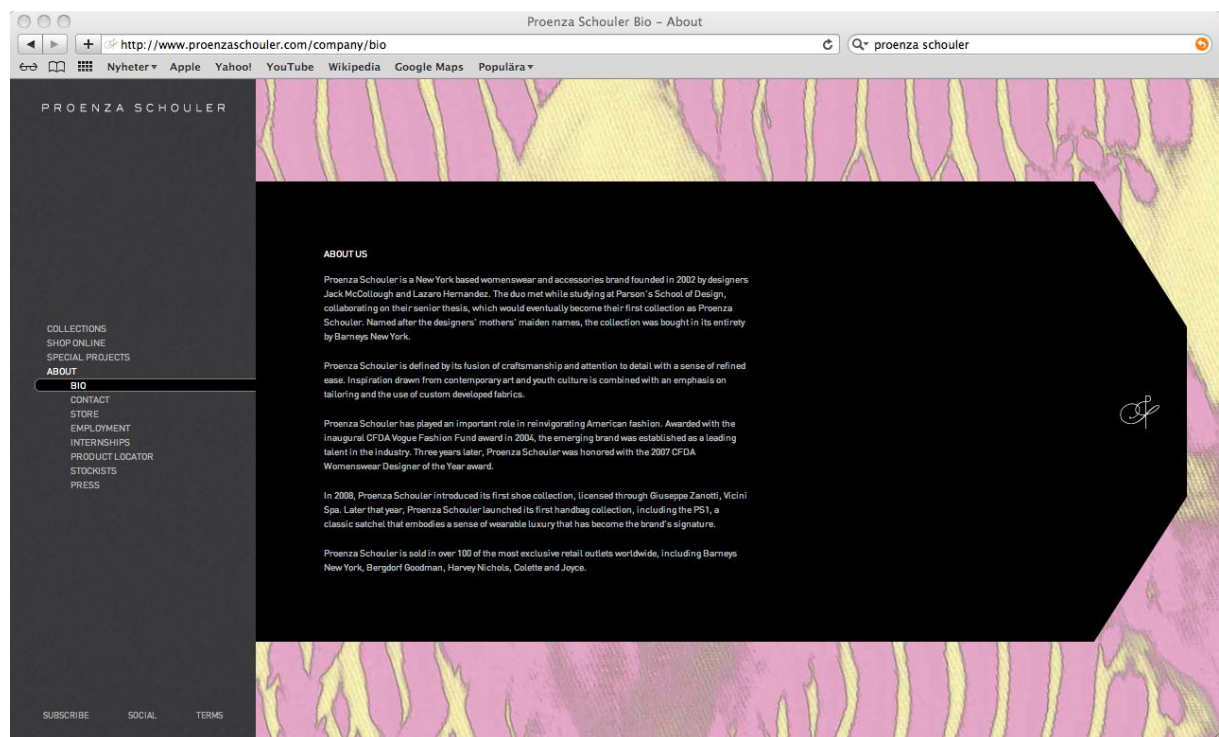 Proenza Schouler Bio – About
http://www.proenzaschouler.com/company/bio
proenza schouler
Nyheter Apple Yahoo! YouTube Wikipedia Google Maps Populära
PROENZA SCHOULER
COLLECTIONS
SHOP ONLINE
SPECIAL PROJECTS
ABOUT
BIO
CONTACT
STORE
EMPLOYMENT
INTERNSHIPS
PRODUCT LOCATOR
STOCKISTS
PRESS
SUBSCRIBE SOCIAL TERMS
ABOUT US
Proenza Schouler is a New York based womenswear and accessories brand founded in 2002 by designers
Jack McCollough and Lazaro Hernandez. The duo met while studying at Parson's School of Design,
collaborating on their senior thesis, which would eventually become their first collection as Proenza
Schouler. Named after the designers' mothers' maiden names, the collection was bought in its entirety
by Barneys New York.
Proenza Schouler is defined by its fusion of craftsmanship and attention to detail with a sense of refined
ease. Inspiration drawn from contemporary art and youth culture is combined with an emphasis on
tailoring and the use of custom developed fabrics.
Proenza Schouler has played an important role in reinvigorating American fashion. Awarded with the
inaugural CFDA Vogue Fashion Fund award in 2004, the emerging brand was established as a leading
talent in the industry. Three years later, Proenza Schouler was honored with the 2007 CFDA
Womenswear Designer of the Year award.
In 2008, Proenza Schouler introduced its first shoe collection, licensed through Giuseppe Zanotti, Vicini
Spa. Later that year, Proenza Schouler launched its first handbag collection, including the PS1, a
classic satchel that embodies a sense of wearable luxury that has become the brand's signature.
Proenza Schouler is sold in over 100 of the most exclusive retail outlets worldwide, including Barneys
New York, Bergdorf Goodman, Harvey Nichols, Colette and Joyce.